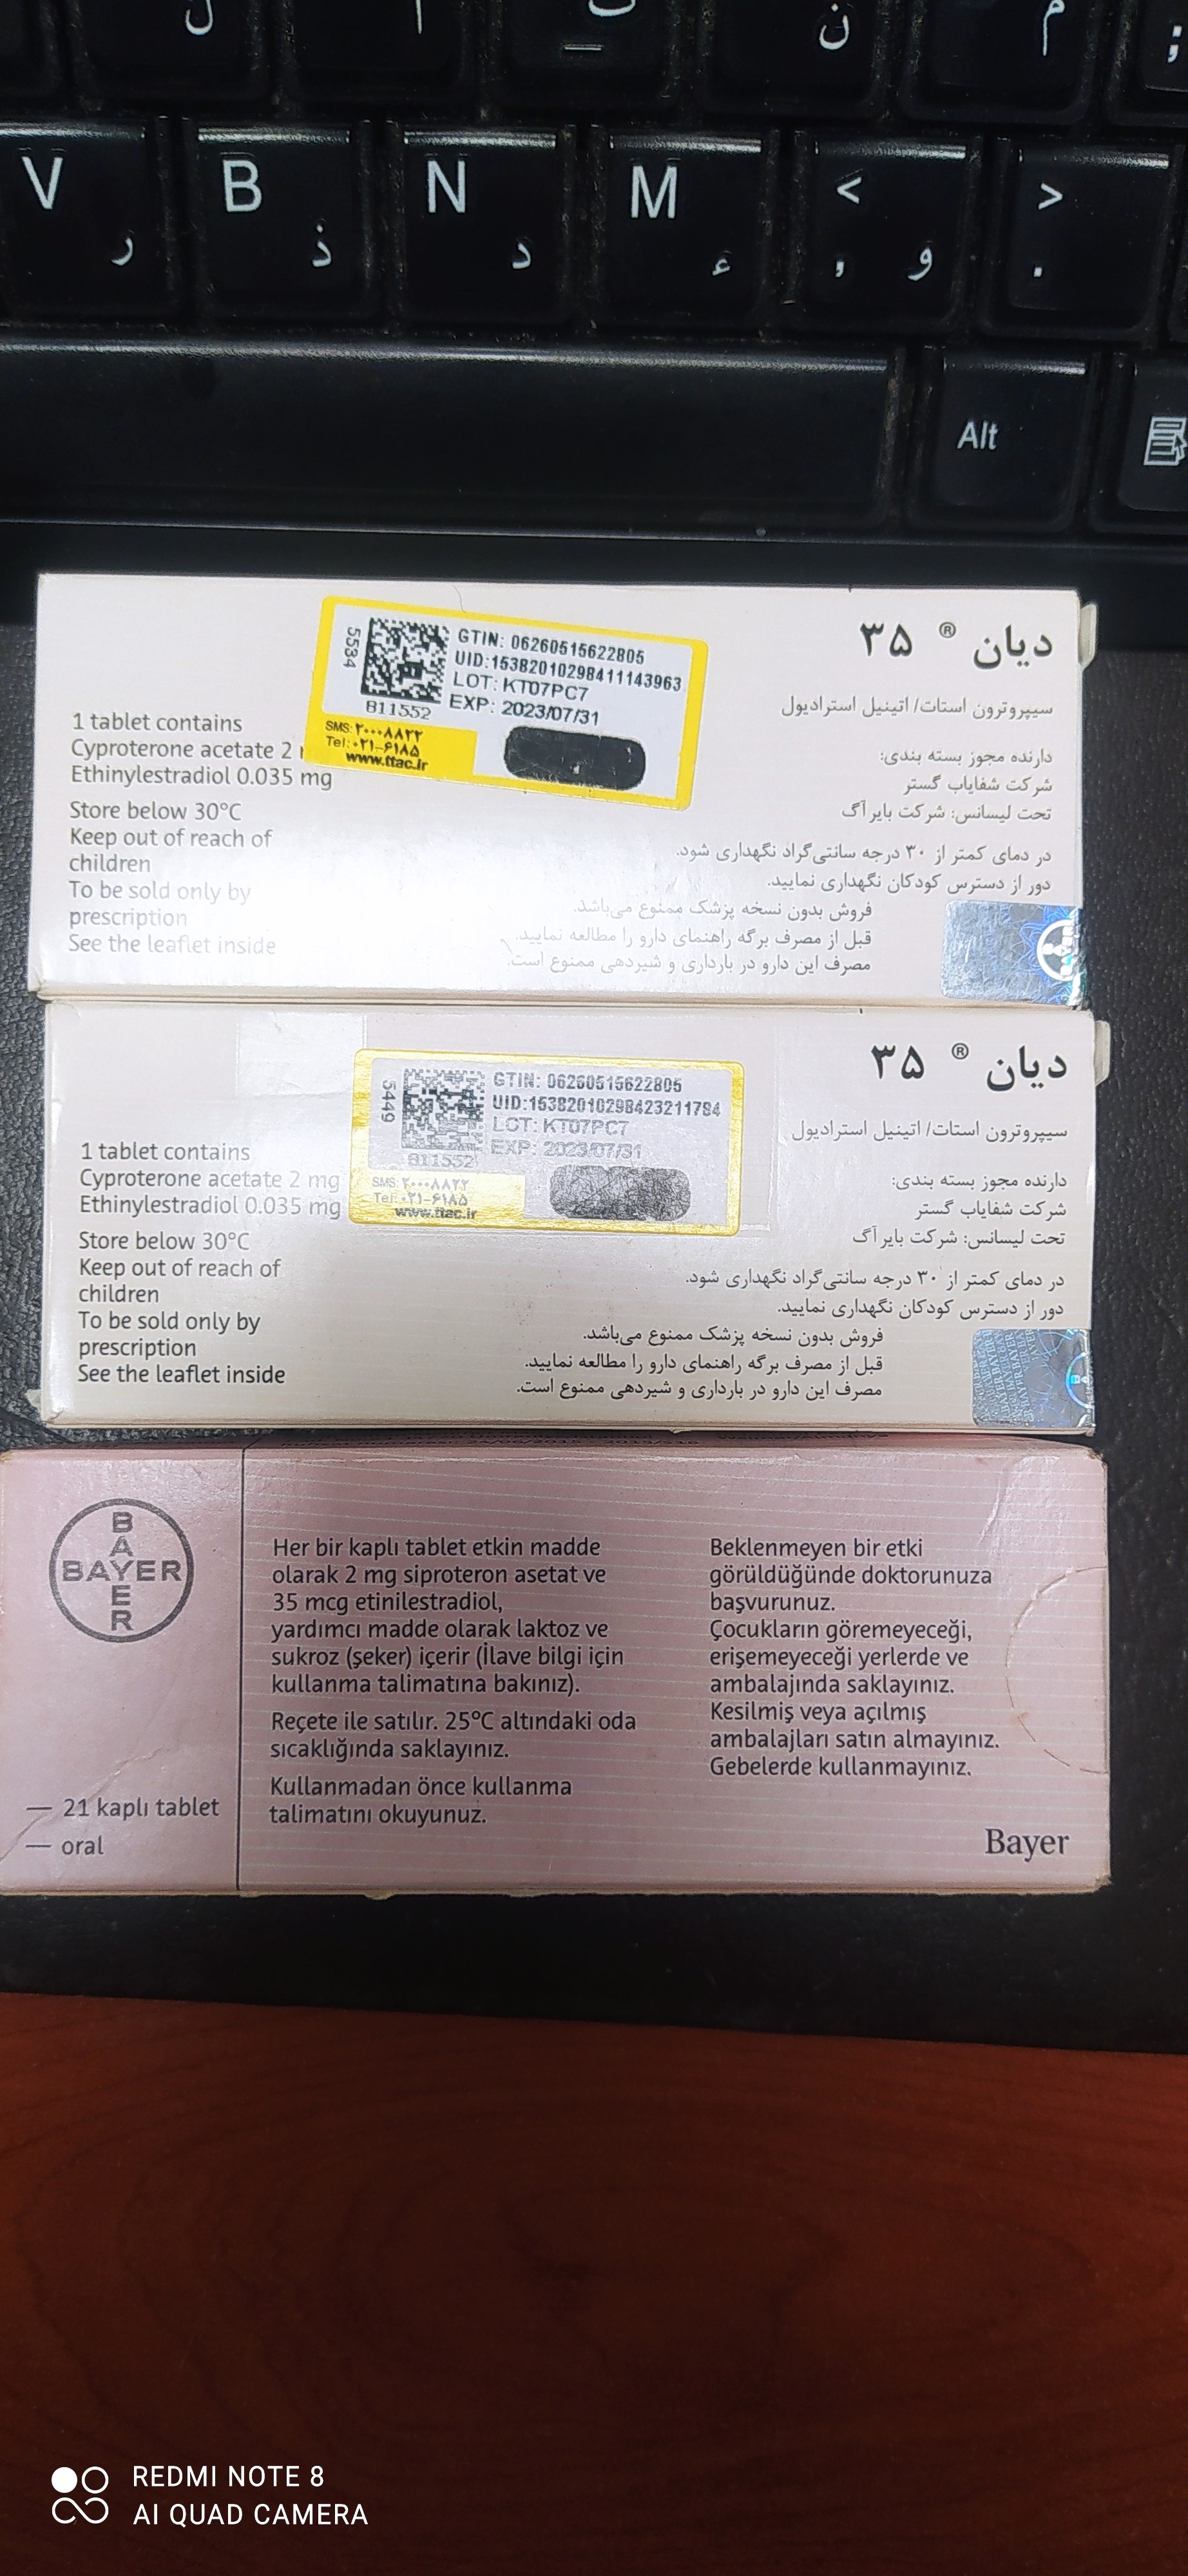 ل ا ت ن م ;
V ر B ذ N د M ء < , و > .
Alt
دیان ® ۳۵
سیپروترون استات/ اتینیل استرادیول
دارنده مجوز بسته بندی:
شرکت شفایاب گستر
تحت لیسانس: شرکت بایر آگ
در دمای کمتر از ۳۰ درجه سانتی‌گراد نگهداری شود.
دور از دسترس کودکان نگهداری نمایید.
فروش بدون نسخه پزشک ممنوع می‌باشد.
قبل از مصرف برگه راهنمای دارو را مطالعه نمایید.
مصرف این دارو در بارداری و شیردهی ممنوع است.
5534
GTIN: 06260515622805
UID:15382010298411143963
LOT: KT07PC7
EXP: 2023/07/31
811552
SMS: ۲۰۰۰۸۸۲۲
Tel: ۰۲۱-۶۱۸۵
www.ttac.ir
1 tablet contains
Cyproterone acetate 2
Ethinylestradiol 0.035 mg
Store below 30°C
Keep out of reach of
children
To be sold only by
prescription
See the leaflet inside
دیان ® ۳۵
سیپروترون استات/ اتینیل استرادیول
دارنده مجوز بسته بندی:
شرکت شفایاب گستر
تحت لیسانس: شرکت بایر آگ
در دمای کمتر از ۳۰ درجه سانتی‌گراد نگهداری شود.
دور از دسترس کودکان نگهداری نمایید.
فروش بدون نسخه پزشک ممنوع می‌باشد.
قبل از مصرف برگه راهنمای دارو را مطالعه نمایید.
مصرف این دارو در بارداری و شیردهی ممنوع است.
5449
GTIN: 06260515622805
UID:15382010298423211784
LOT: KT07PC7
EXP: 2023/07/31
811552
SMS: ۲۰۰۰۸۸۲۲
Tel: ۰۲۱-۶۱۸۵
www.ttac.ir
1 tablet contains
Cyproterone acetate 2 mg
Ethinylestradiol 0.035 mg
Store below 30°C
Keep out of reach of
children
To be sold only by
prescription
See the leaflet inside
BAYER
BAYER
— 21 kaplı tablet
— oral
Her bir kaplı tablet etkin madde
olarak 2 mg siproteron asetat ve
35 mcg etinilestradiol,
yardımcı madde olarak laktoz ve
sukroz (şeker) içerir (İlave bilgi için
kullanma talimatına bakınız).
Reçete ile satılır. 25°C altındaki oda
sıcaklığında saklayınız.
Kullanmadan önce kullanma
talimatını okuyunuz.
Beklenmeyen bir etki
görüldüğünde doktorunuza
başvurunuz.
Çocukların göremeyeceği,
erişemeyeceği yerlerde ve
ambalajında saklayınız.
Kesilmiş veya açılmış
ambalajları satın almayınız.
Gebelerde kullanmayınız.
Bayer
REDMI NOTE 8
AI QUAD CAMERA